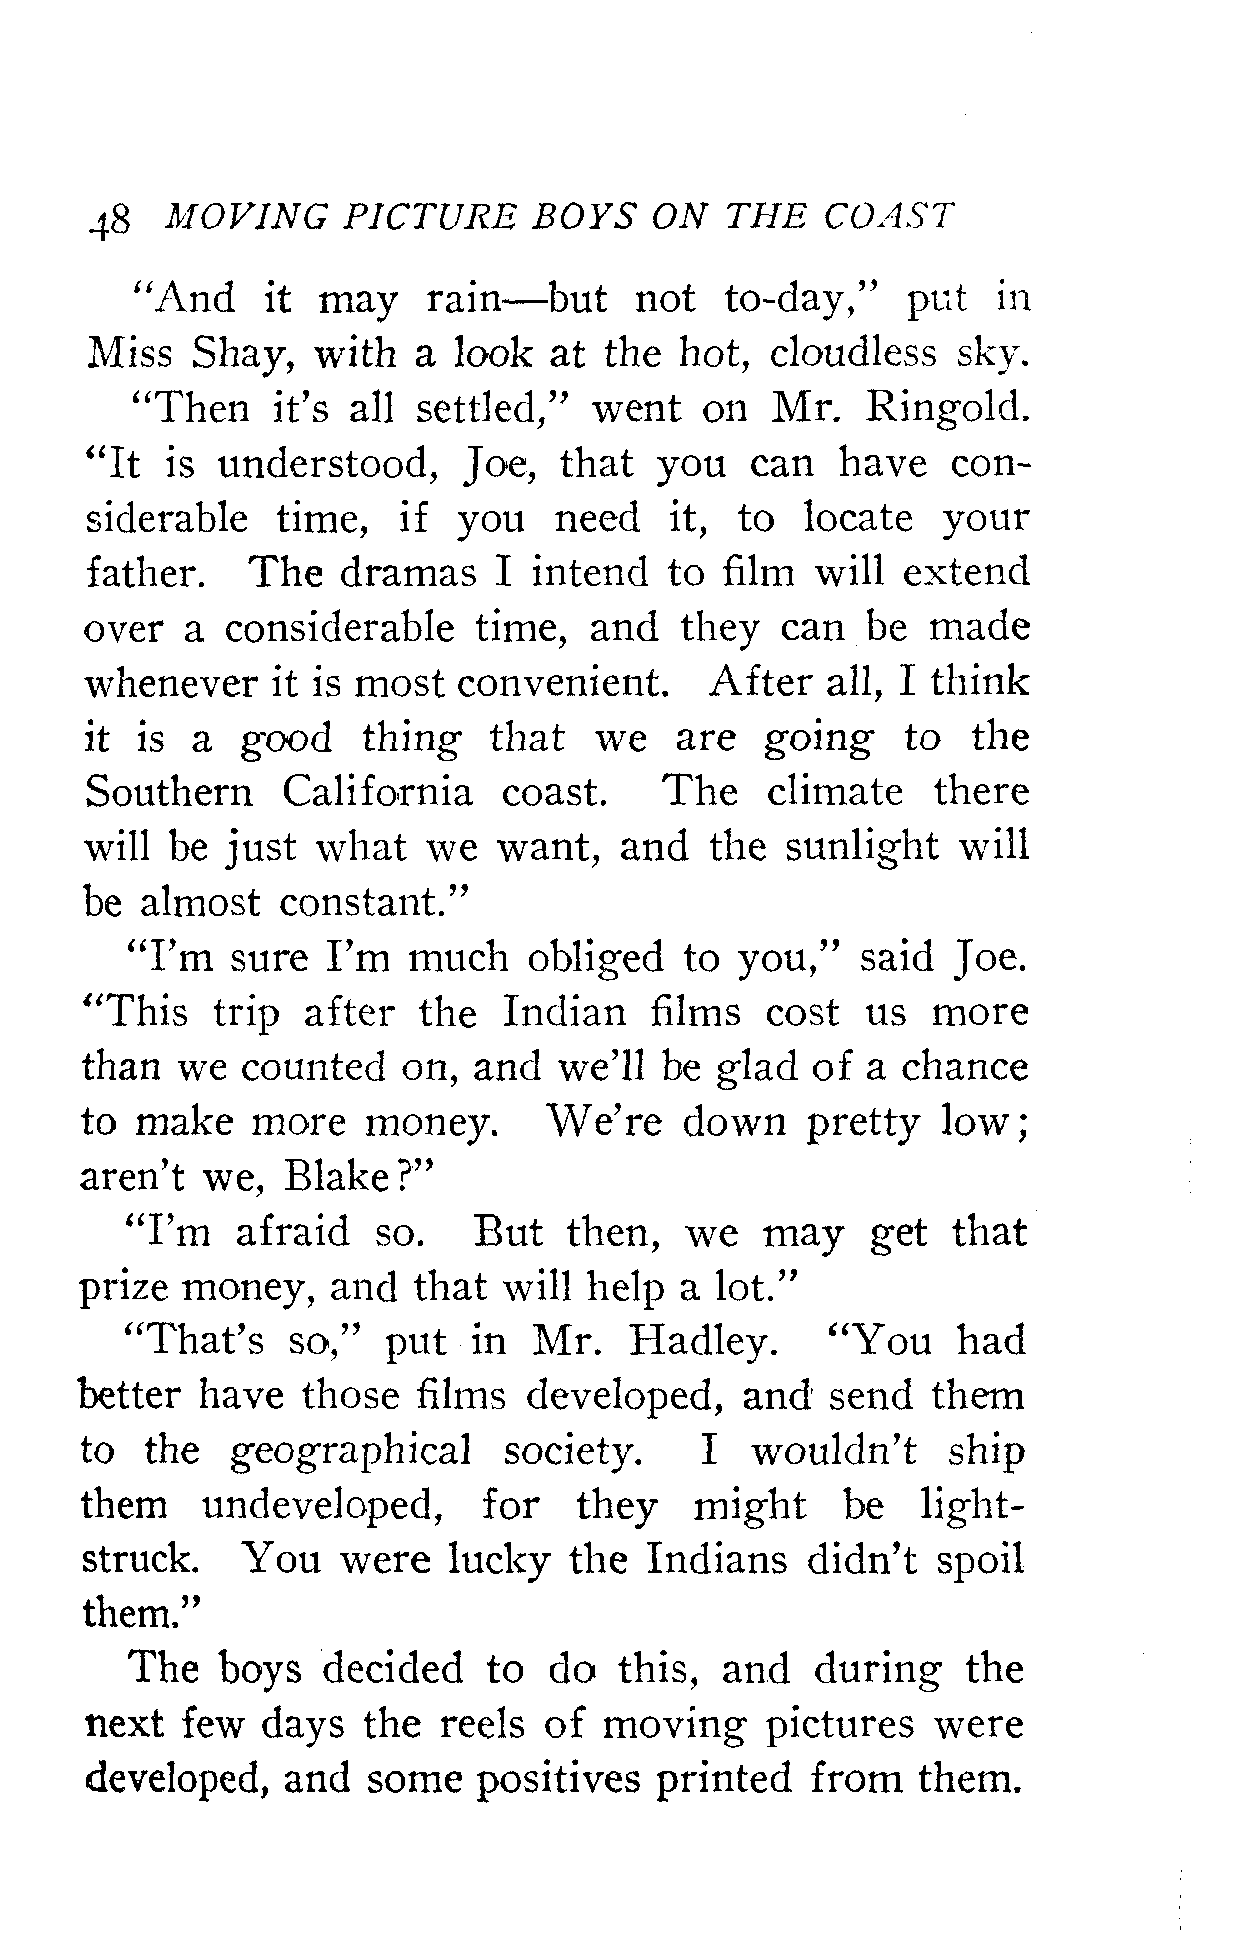 48 MOVING PICTURE BOYS ON THE COAST
“And it may rain—but not to-day,” put in
Miss Shay, with a look at the hot, cloudless sky.
“Then it’s all settled,” went on Mr. Ringold.
“It is understood, Joe, that you can have con-
siderable time, if you need it, to locate your
father. The dramas I intend to film will extend
over a considerable time, and they can be made
whenever it is most convenient. After all, I think
it is a good thing that we are going to the
Southern California coast. The climate there
will be just what we want, and the sunlight will
be almost constant.”
“I’m sure I’m much obliged to you,” said Joe.
“This trip after the Indian films cost us more
than we counted on, and we’ll be glad of a chance
to make more money. We’re down pretty low;
aren’t we, Blake?”
“I’m afraid so. But then, we may get that
prize money, and that will help a lot.”
“That’s so,” put in Mr. Hadley. “You had
better have those films developed, and send them
to the geographical society. I wouldn’t ship
them undeveloped, for they might be light-
struck. You were lucky the Indians didn’t spoil
them.”
The boys decided to do this, and during the
next few days the reels of moving pictures were
developed, and some positives printed from them.